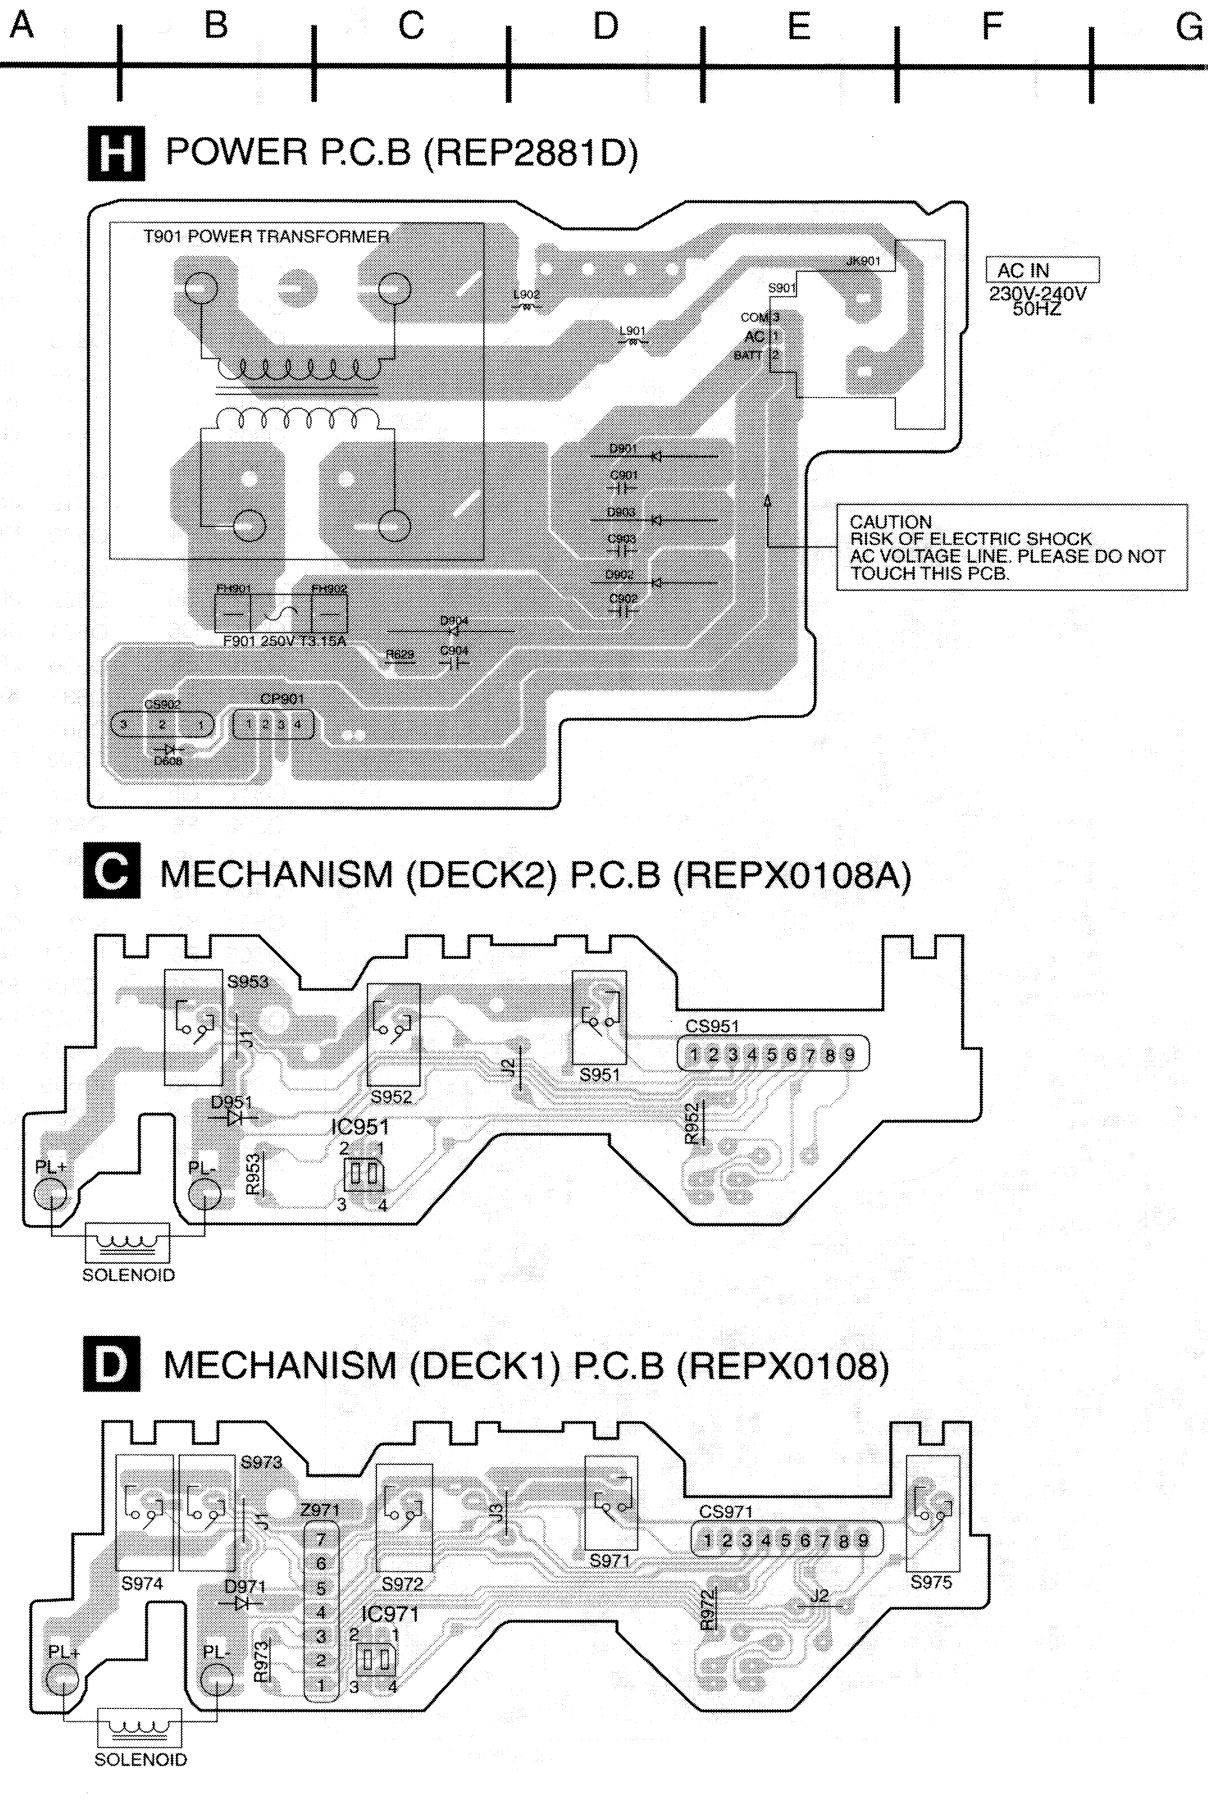 A B C D E F G
H POWER P.C.B (REP2881D)
T901 POWER TRANSFORMER
JK901
S901
AC IN
230V-240V
50HZ
L902
COM 3
L901
AC 1
BATT 2
D901
C901
D903
C903
D902
C902
CAUTION
RISK OF ELECTRIC SHOCK
AC VOLTAGE LINE. PLEASE DO NOT
TOUCH THIS PCB.
FH901 FH902
F901 250V T3.15A
D904
R629 C904
CS902 CP901
3 2 1 1 2 3 4
D608
C MECHANISM (DECK2) P.C.B (REPX0108A)
S953
J1
S952
J2
S951
CS951
1 2 3 4 5 6 7 8 9
D951
IC951
2 1
3 4
R952
R953
PL+ PL-
SOLENOID
D MECHANISM (DECK1) P.C.B (REPX0108)
S973
J1
Z971
7
6
5
4
3
2
1
J3
CS971
1 2 3 4 5 6 7 8 9
S974
D971
S972
S971
S975
IC971
2 1
3 4
R972
J2
R973
PL+ PL-
SOLENOID